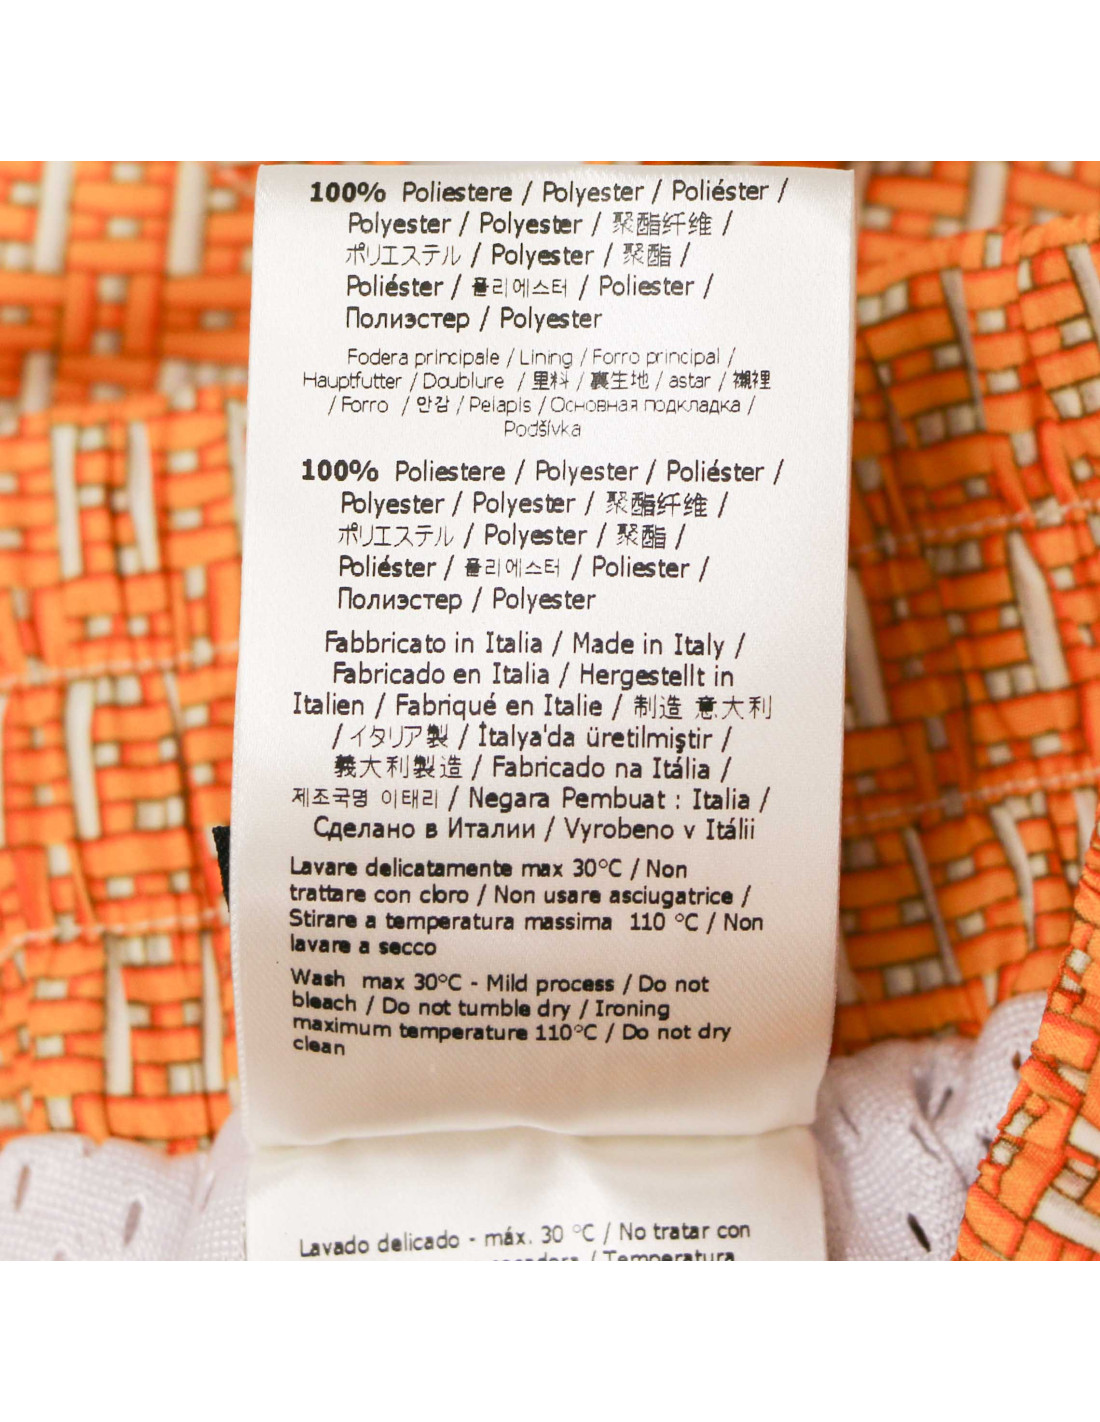 100% Poliestere / Polyester / Poliéster /
Polyester / Polyester / 聚酯纤维 /
ポリエステル / Polyester / 聚酯 /
Poliéster / 폴리에스터 / Poliester /
Полиэстер / Polyester
Fodera principale / Lining / Forro principal /
Hauptfutter / Doublure / 里料 / 裏生地 / astar / 襯裡
/ Forro / 안감 / Pelapis / Основная подкладка /
Podšívka
100% Poliestere / Polyester / Poliéster /
Polyester / Polyester / 聚酯纤维 /
ポリエステル / Polyester / 聚酯 /
Poliéster / 폴리에스터 / Poliester /
Полиэстер / Polyester
Fabbricato in Italia / Made in Italy /
Fabricado en Italia / Hergestellt in
Italien / Fabriqué en Italie / 制造 意大利
/ イタリア製 / İtalya'da üretilmiştir /
義大利製造 / Fabricado na Itália /
제조국명 이태리 / Negara Pembuat : Italia /
Сделано в Италии / Vyrobeno v Itálii
Lavare delicatamente max 30°C / Non
trattare con cloro / Non usare asciugatrice /
Stirare a temperatura massima 110 °C / Non
lavare a secco
Wash max 30°C - Mild process / Do not
bleach / Do not tumble dry / Ironing
maximum temperature 110°C / Do not dry
clean
Lavado delicado - máx. 30 °C / No tratar con
/ Temperatura